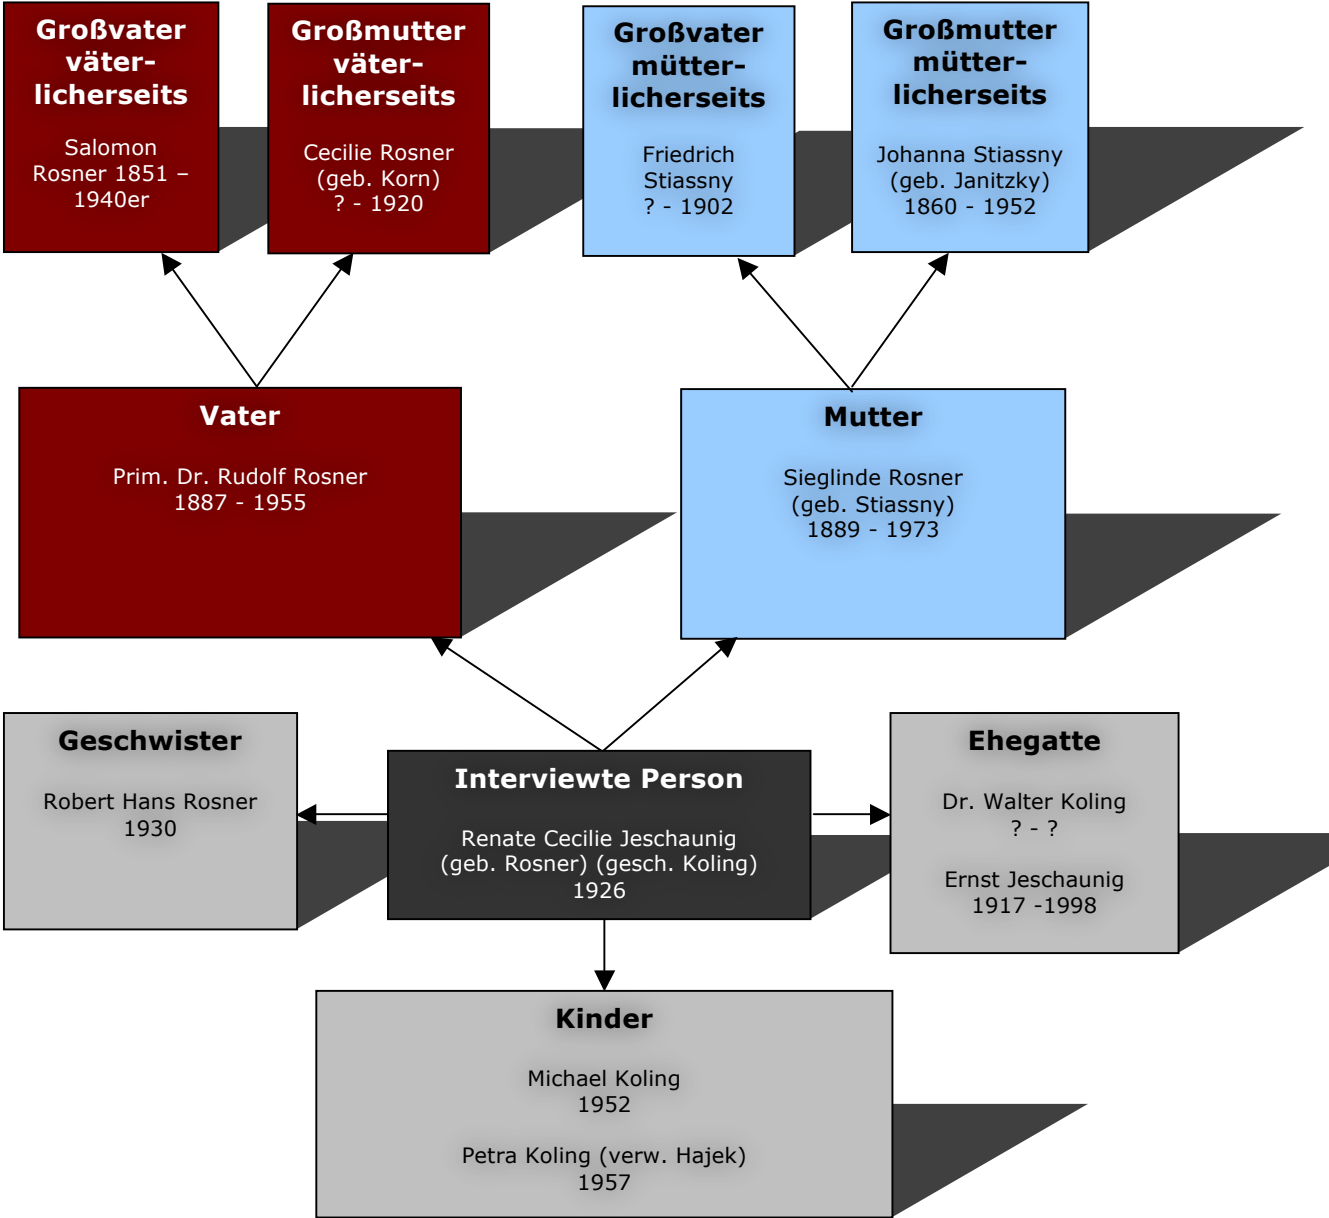 Großvater
väter-
licherseits
Salomon
Rosner 1851 –
1940er
Großmutter
väter-
licherseits
Cecilie Rosner
(geb. Korn)
? - 1920
Großvater
mütter-
licherseits
Friedrich
Stiassny
? - 1902
Großmutter
mütter-
licherseits
Johanna Stiassny
(geb. Janitzky)
1860 - 1952
Vater
Prim. Dr. Rudolf Rosner
1887 - 1955
Mutter
Sieglinde Rosner
(geb. Stiassny)
1889 - 1973
Geschwister
Robert Hans Rosner
1930
Interviewte Person
Renate Cecilie Jeschaunig
(geb. Rosner) (gesch. Koling)
1926
Ehegatte
Dr. Walter Koling
? - ?
Ernst Jeschaunig
1917 -1998
Kinder
Michael Koling
1952
Petra Koling (verw. Hajek)
1957